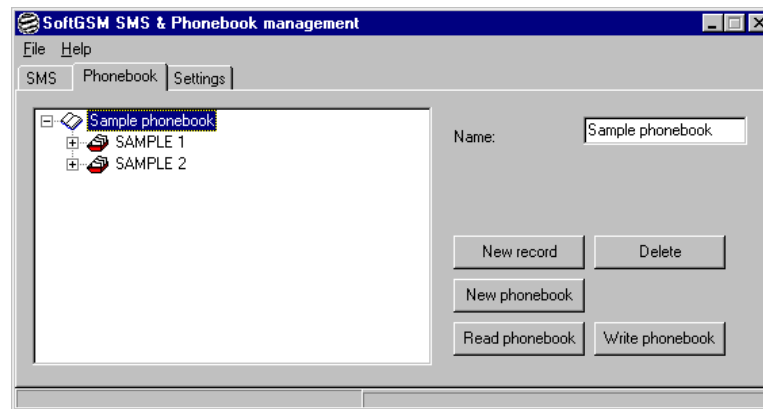 SoftGSM SMS & Phonebook management
File Help
SMS Phonebook Settings
Sample phonebook
SAMPLE 1
SAMPLE 2
Name: Sample phonebook
New record Delete
New phonebook
Read phonebook Write phonebook